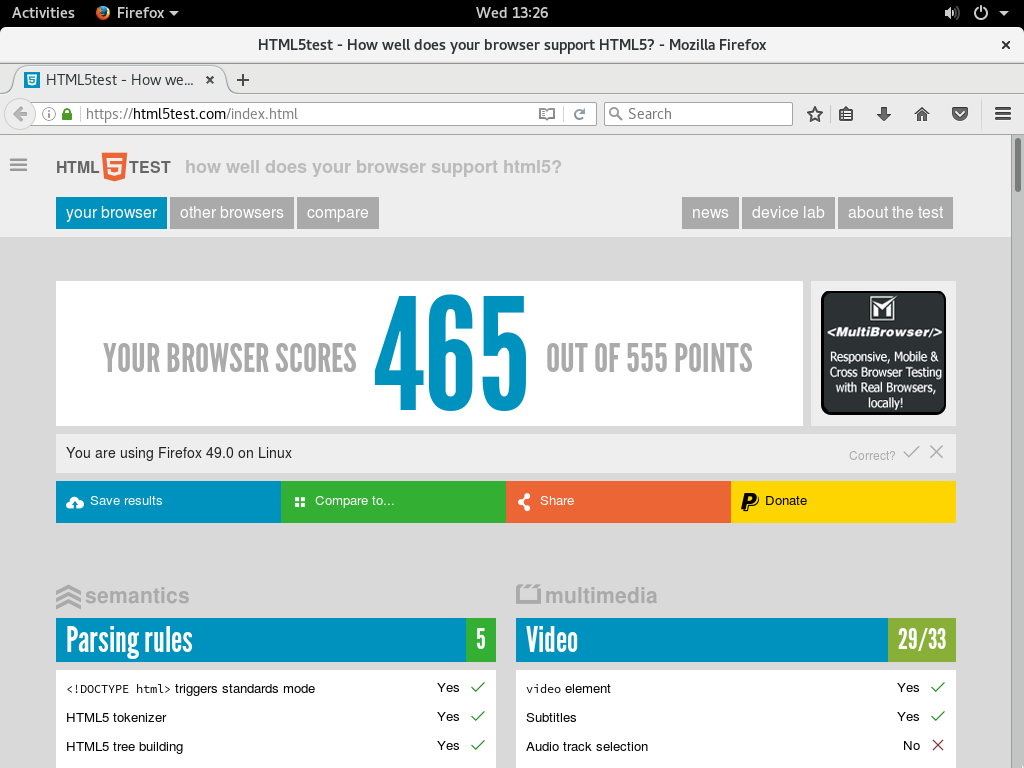 Activities Firefox Wed 13:26
HTML5test - How well does your browser support HTML5? - Mozilla Firefox
HTML5test - How we...
https://html5test.com/index.html Search
HTML 5 TEST how well does your browser support html5?
your browser other browsers compare news device lab about the test
YOUR BROWSER SCORES 465 OUT OF 555 POINTS
<MultiBrowser/>
Responsive, Mobile &
Cross Browser Testing
with Real Browsers,
locally!
You are using Firefox 49.0 on Linux Correct?
Save results Compare to... Share Donate
semantics
Parsing rules 5
<!DOCTYPE html> triggers standards mode Yes
HTML5 tokenizer Yes
HTML5 tree building Yes
multimedia
Video 29/33
video element Yes
Subtitles Yes
Audio track selection No